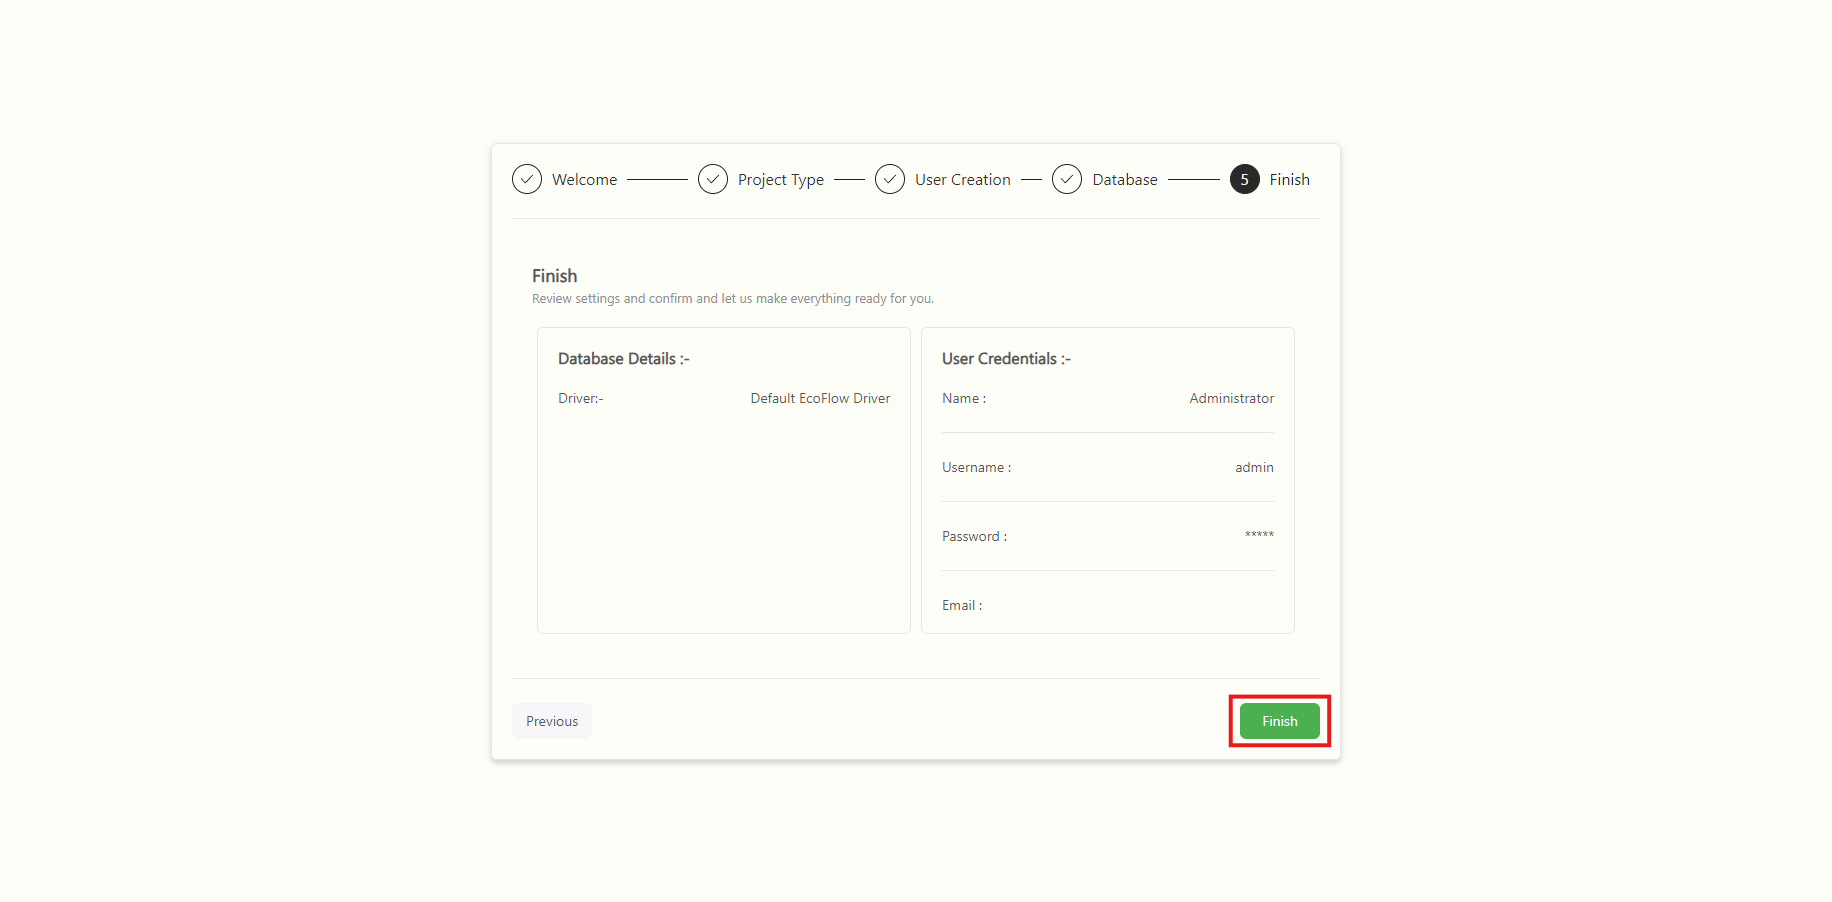 Welcome Project Type User Creation Database 5 Finish
Finish
Review settings and confirm and let us make everything ready for you.
Database Details :-
Driver:- Default EcoFlow Driver
User Credentials :-
Name : Administrator
Username : admin
Password : *****
Email :
Previous Finish